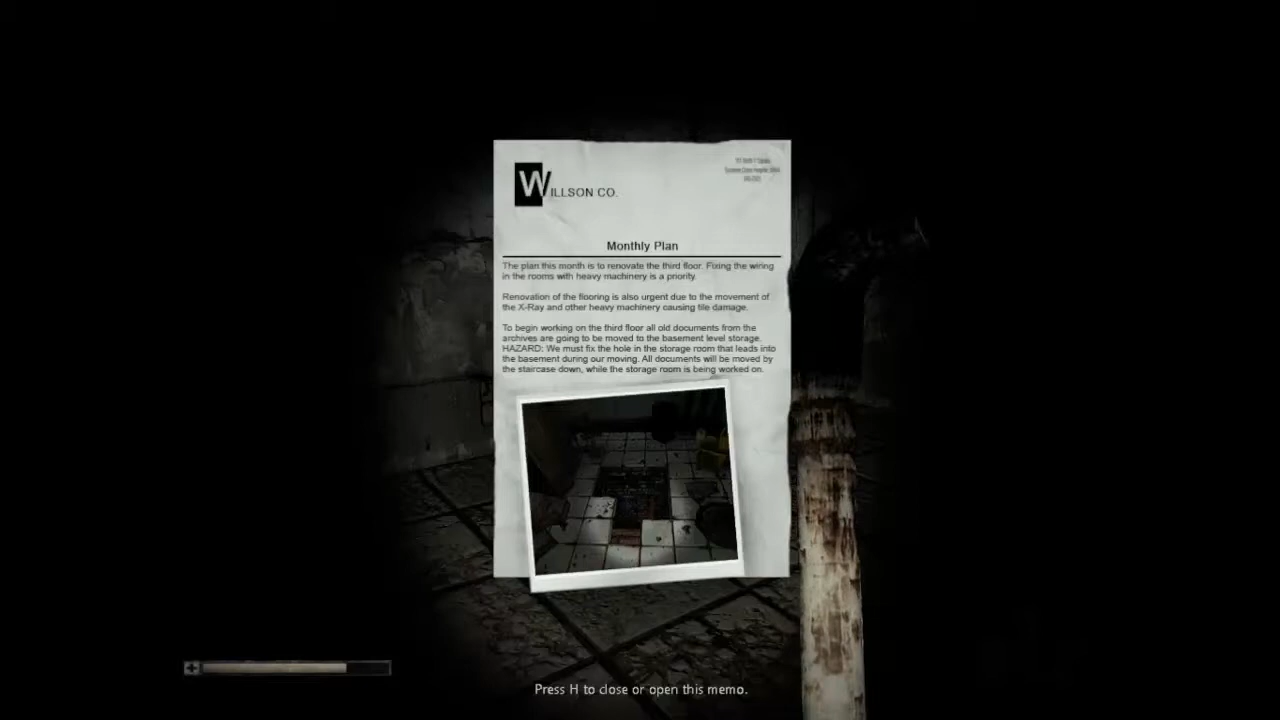 WILLSON CO.
Monthly Plan
The plan this month is to renovate the third floor. Fixing the wiring
in the rooms with heavy machinery is a priority.
Renovation of the flooring is also urgent due to the movement of
the X-Ray and other heavy machinery causing tile damage.
To begin working on the third floor all old documents from the
archives are going to be moved to the basement level storage.
HAZARD: We must fix the hole in the storage room that leads into
the basement during our moving. All documents will be moved by
the staircase down, while the storage room is being worked on.
Press H to close or open this memo.